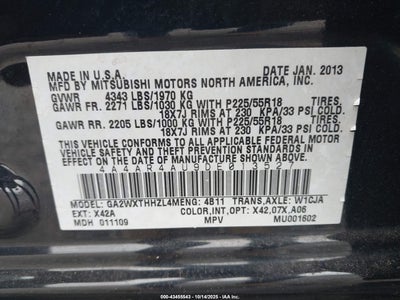 MADE IN U.S.A. DATE JAN. 2013
MFD BY MITSUBISHI MOTORS NORTH AMERICA, INC.
GVWR 4343 LBS/1970 KG
GAWR FR. 2271 LBS/1030 KG WITH P225/55R18 TIRES,
18X7J RIMS AT 230 KPA/33 PSI COLD
GAWR RR. 2205 LBS/1000 KG WITH P225/55R18 TIRES,
18X7J RIMS AT 230 KPA/33 PSI COLD
THIS VEHICLE CONFORMS TO ALL APPLICABLE FEDERAL MOTOR
VEHICLE SAFETY AND THEFT PREVENTION STANDARDS IN
EFFECT ON THE DATE OF MANUFACTURE SHOWN ABOVE.
4A4AR4AU9DE013527
MODEL: GA2WXTHHZL4M ENG: 4B11 TRANS,AXLE: W1CJA
EXT: X42A COLOR,INT,OPT: X42,07X,A06
MDH 011109 MPV MU001602
000-43455543 10/14/2025 IAAI